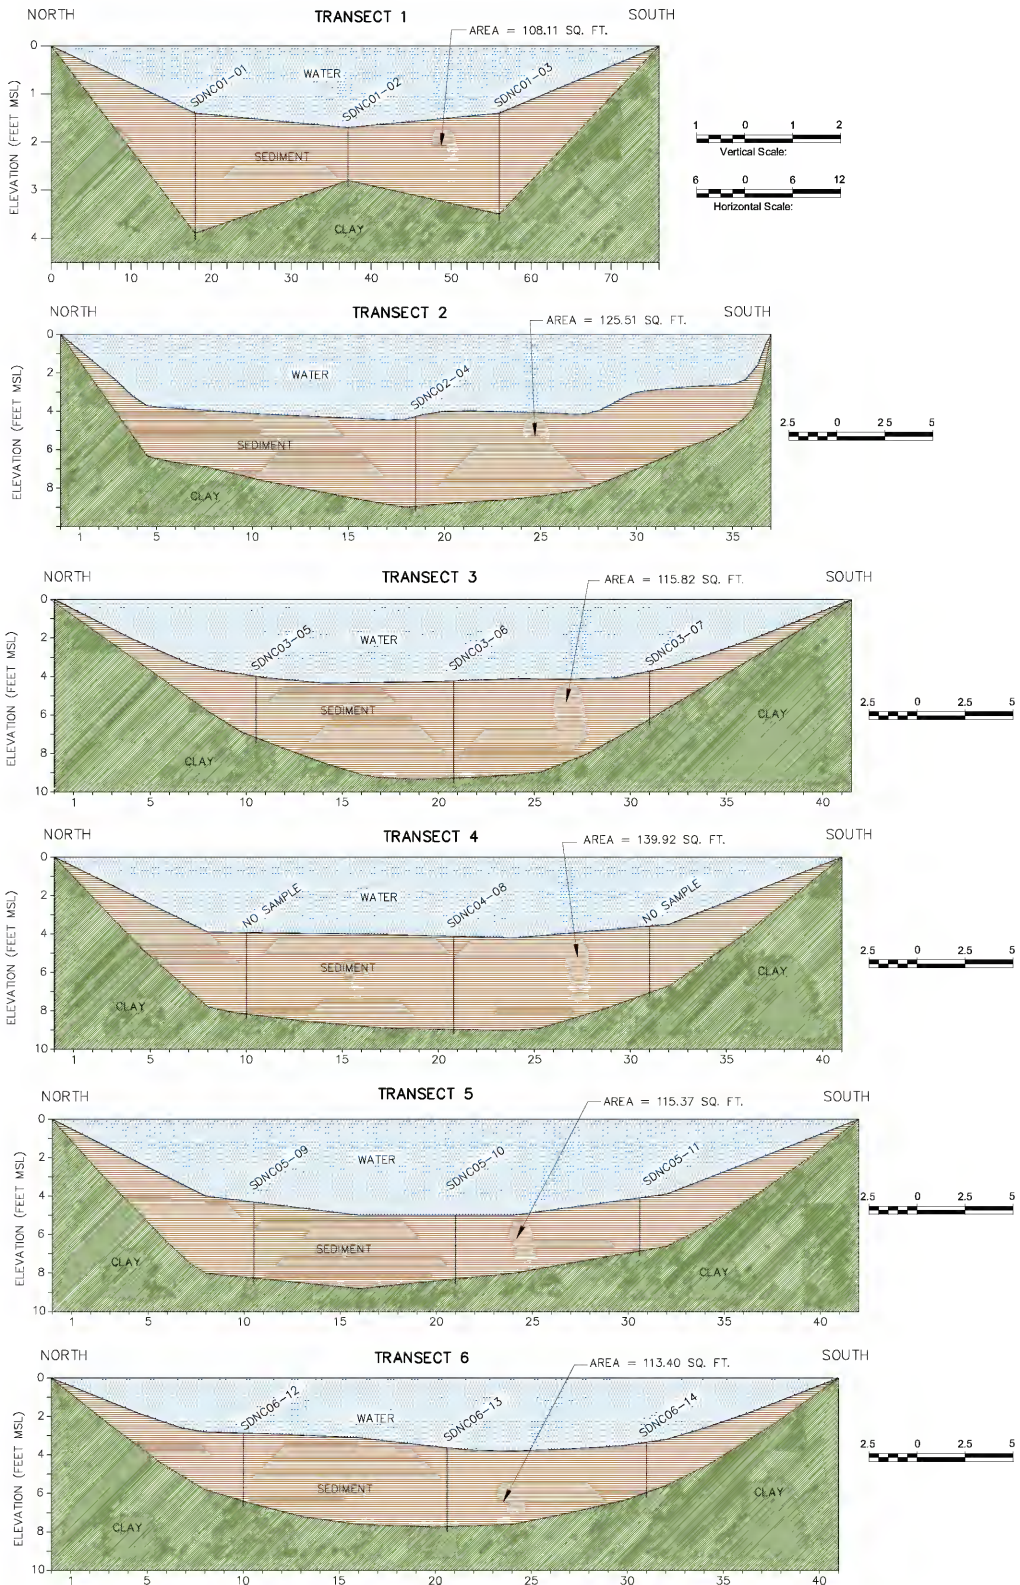 NORTH TRANSECT 1 SOUTH
AREA = 108.11 SQ. FT.
ELEVATION (FEET MSL)
0
1
2
3
4
SDNC01-01
WATER
SDNC01-02
SDNC01-03
SEDIMENT
CLAY
0 10 20 30 40 50 60 70
1 0 1 2
Vertical Scale:
6 0 6 12
Horizontal Scale:
NORTH TRANSECT 2 SOUTH
AREA = 125.51 SQ. FT.
ELEVATION (FEET MSL)
0
2
4
6
8
WATER
SDNC02-04
SEDIMENT
CLAY
1 5 10 15 20 25 30 35
2.5 0 2.5 5
NORTH TRANSECT 3 SOUTH
AREA = 115.82 SQ. FT.
ELEVATION (FEET MSL)
0
2
4
6
8
10
SDNC03-05
WATER
SDNC03-06
SDNC03-07
SEDIMENT
CLAY
CLAY
1 5 10 15 20 25 30 35 40
2.5 0 2.5 5
NORTH TRANSECT 4 SOUTH
AREA = 139.92 SQ. FT.
ELEVATION (FEET MSL)
0
2
4
6
8
10
NO SAMPLE
WATER
SDNC04-08
NO SAMPLE
SEDIMENT
CLAY
CLAY
1 5 10 15 20 25 30 35 40
2.5 0 2.5 5
NORTH TRANSECT 5 SOUTH
AREA = 115.37 SQ. FT.
ELEVATION (FEET MSL)
0
2
4
6
8
10
SDNC05-09
WATER
SDNC05-10
SDNC05-11
SEDIMENT
CLAY
CLAY
1 5 10 15 20 25 30 35 40
2.5 0 2.5 5
NORTH TRANSECT 6 SOUTH
AREA = 113.40 SQ. FT.
ELEVATION (FEET MSL)
0
2
4
6
8
10
SDNC06-12
WATER
SDNC06-13
SDNC06-14
SEDIMENT
CLAY
CLAY
1 5 10 15 20 25 30 35 40
2.5 0 2.5 5